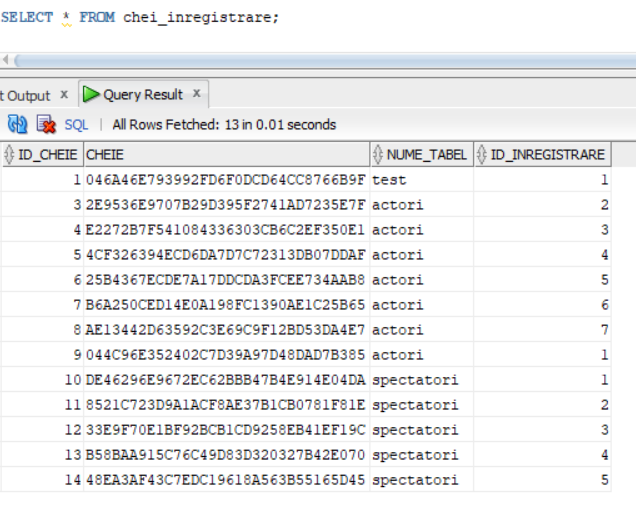 SELECT * FROM chei_inregistrare;
t Output x Query Result x
SQL | All Rows Fetched: 13 in 0.01 seconds
ID_CHEIE CHEIE NUME_TABEL ID_INREGISTRARE
1 046A46E793992FD6F0DCD64CC8766B9F test 1
3 2E9536E9707B29D395F2741AD7235E7F actori 2
4 E2272B7F541084336303CB6C2EF350E1 actori 3
5 4CF326394ECD6DA7D7C72313DB07DDAF actori 4
6 25B4367ECDE7A17DDCDA3FCEE734AAB8 actori 5
7 B6A250CED14E0A198FC1390AE1C25B65 actori 6
8 AE13442D63592C3E69C9F12BD53DA4E7 actori 7
9 044C96E352402C7D39A97D48DAD7B385 actori 1
10 DE46296E9672EC62BBB47B4E914E04DA spectatori 1
11 8521C723D9A1ACF8AE37B1CB0781F81E spectatori 2
12 33E9F70E1BF92BCB1CD9258EB41EF19C spectatori 3
13 B58BAA915C76C49D83D320327B42E070 spectatori 4
14 48EA3AF43C7EDC19618A563B55165D45 spectatori 5